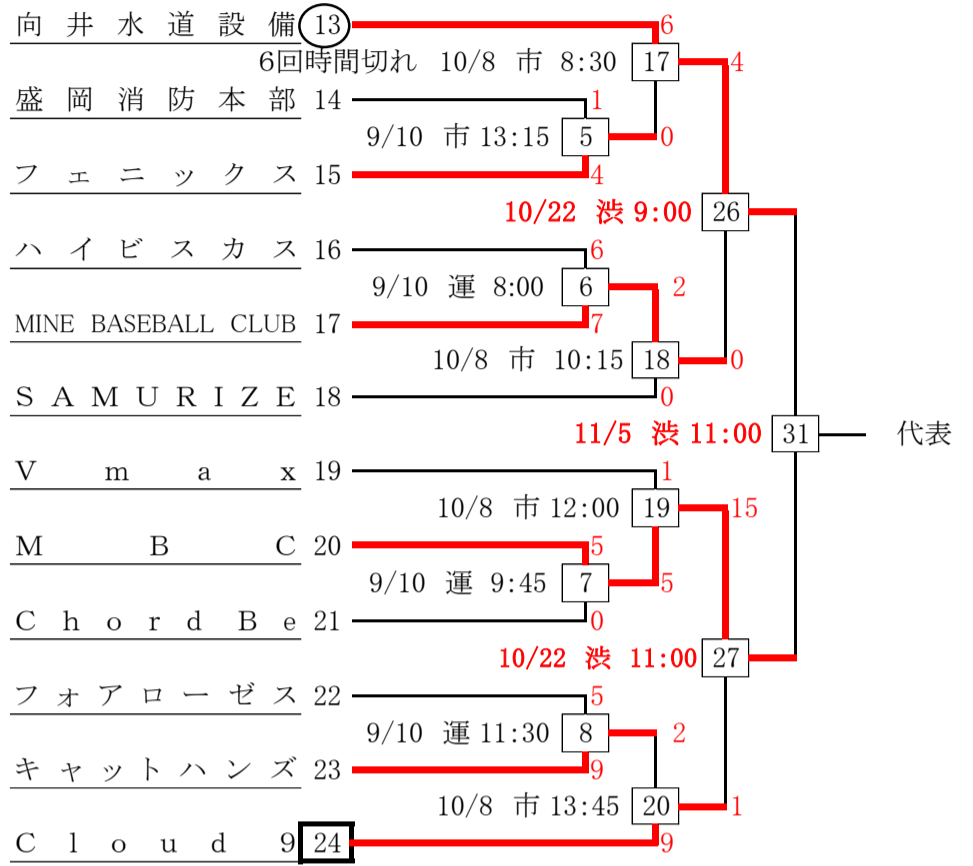 向井水道設備 13 6
6回時間切れ 10/8 市 8:30 17 4
盛岡消防本部 14 1
9/10 市 13:15 5 0
フェニックス 15 4
10/22 渋 9:00 26
ハイビスカス 16 6
9/10 運 8:00 6 2
MINE BASEBALL CLUB 17 7
10/8 市 10:15 18 0
SAMURIZE 18 0
11/5 渋 11:00 31 代表
Vmax 19 1
10/8 市 12:00 19 15
MBC 20 5
9/10 運 9:45 7 5
ChordBe 21 0
10/22 渋 11:00 27
フォアローゼス 22 5
9/10 運 11:30 8 2
キャットハンズ 23 9
10/8 市 13:45 20 1
Cloud9 24 9